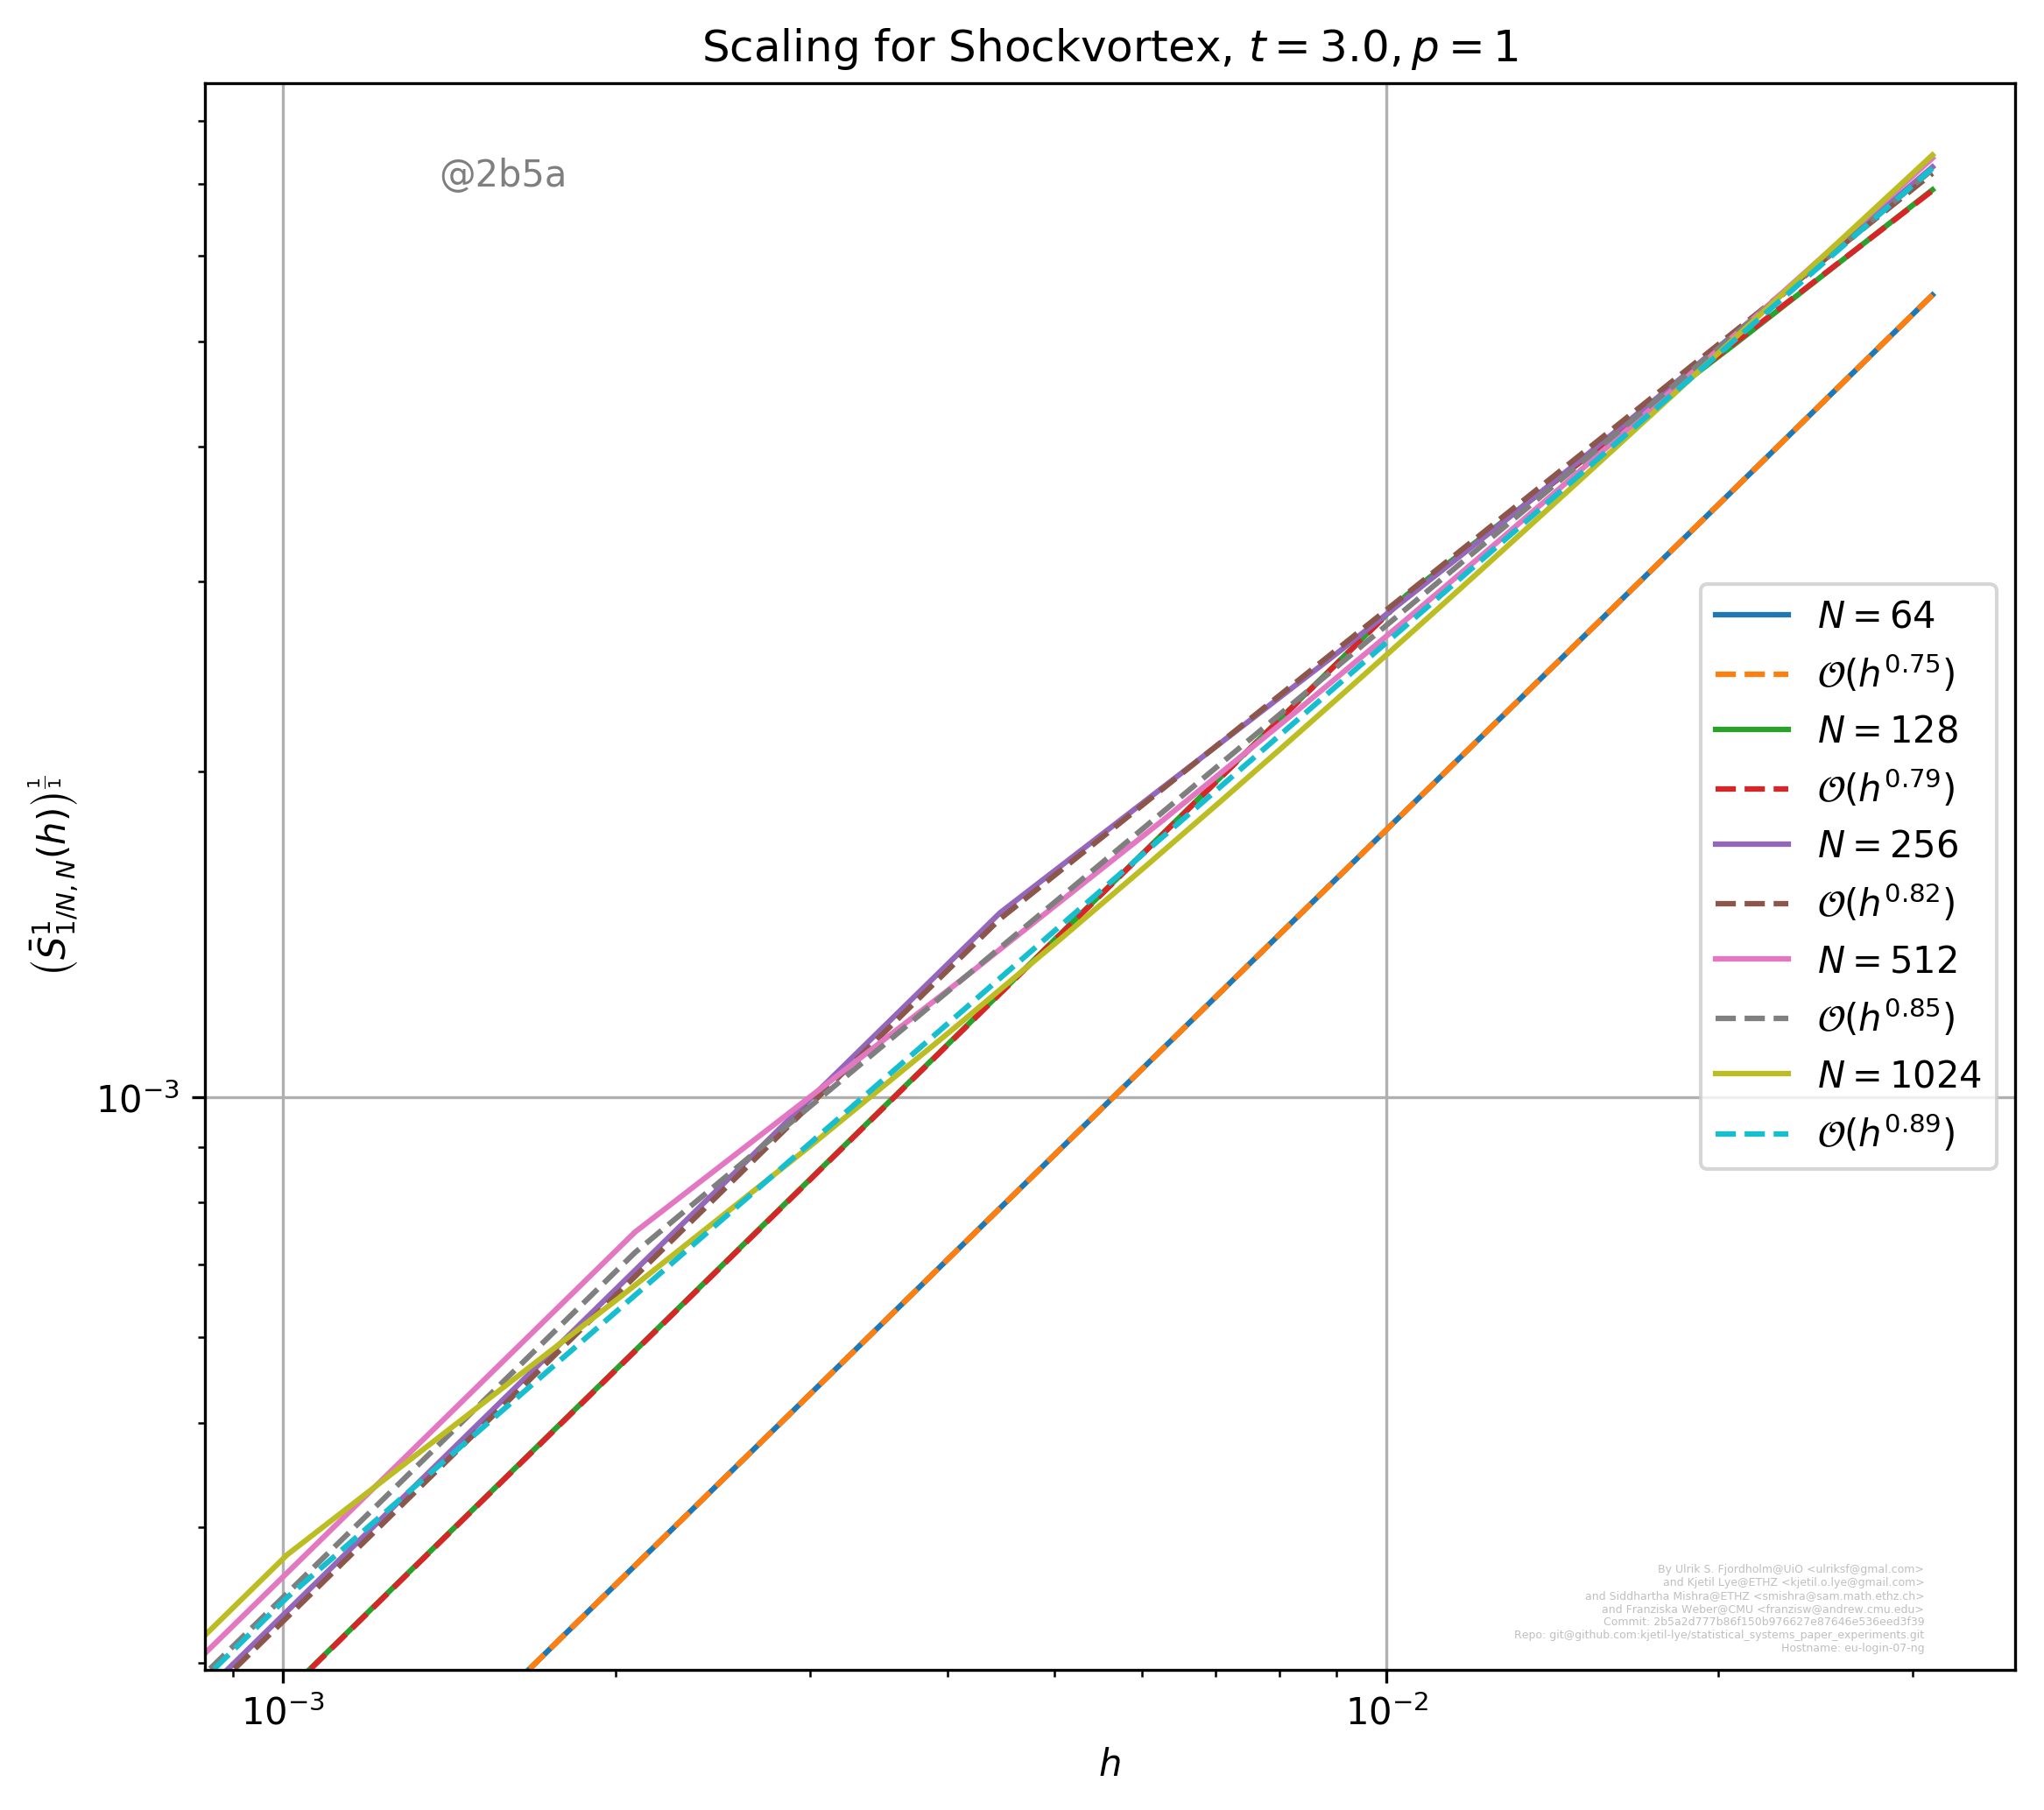 Scaling for Shockvortex, t = 3.0, p = 1
@2b5a
(S̄¹_{1/N, N}(h))^{1/1}
10⁻³
10⁻³
10⁻²
h
N = 64
𝒪(h^{0.75})
N = 128
𝒪(h^{0.79})
N = 256
𝒪(h^{0.82})
N = 512
𝒪(h^{0.85})
N = 1024
𝒪(h^{0.89})
By Ulrik S. Fjordholm@UiO <ulriksf@gmal.com>
and Kjetil Lye@ETHZ <kjetil.o.lye@gmail.com>
and Siddhartha Mishra@ETHZ <smishra@sam.math.ethz.ch>
and Franziska Weber@CMU <franzisw@andrew.cmu.edu>
Commit: 2b5a2d777b86f150b976627e87646e536eed3f39
Repo: git@github.com:kjetil-lye/statistical_systems_paper_experiments.git
Hostname: eu-login-07-ng